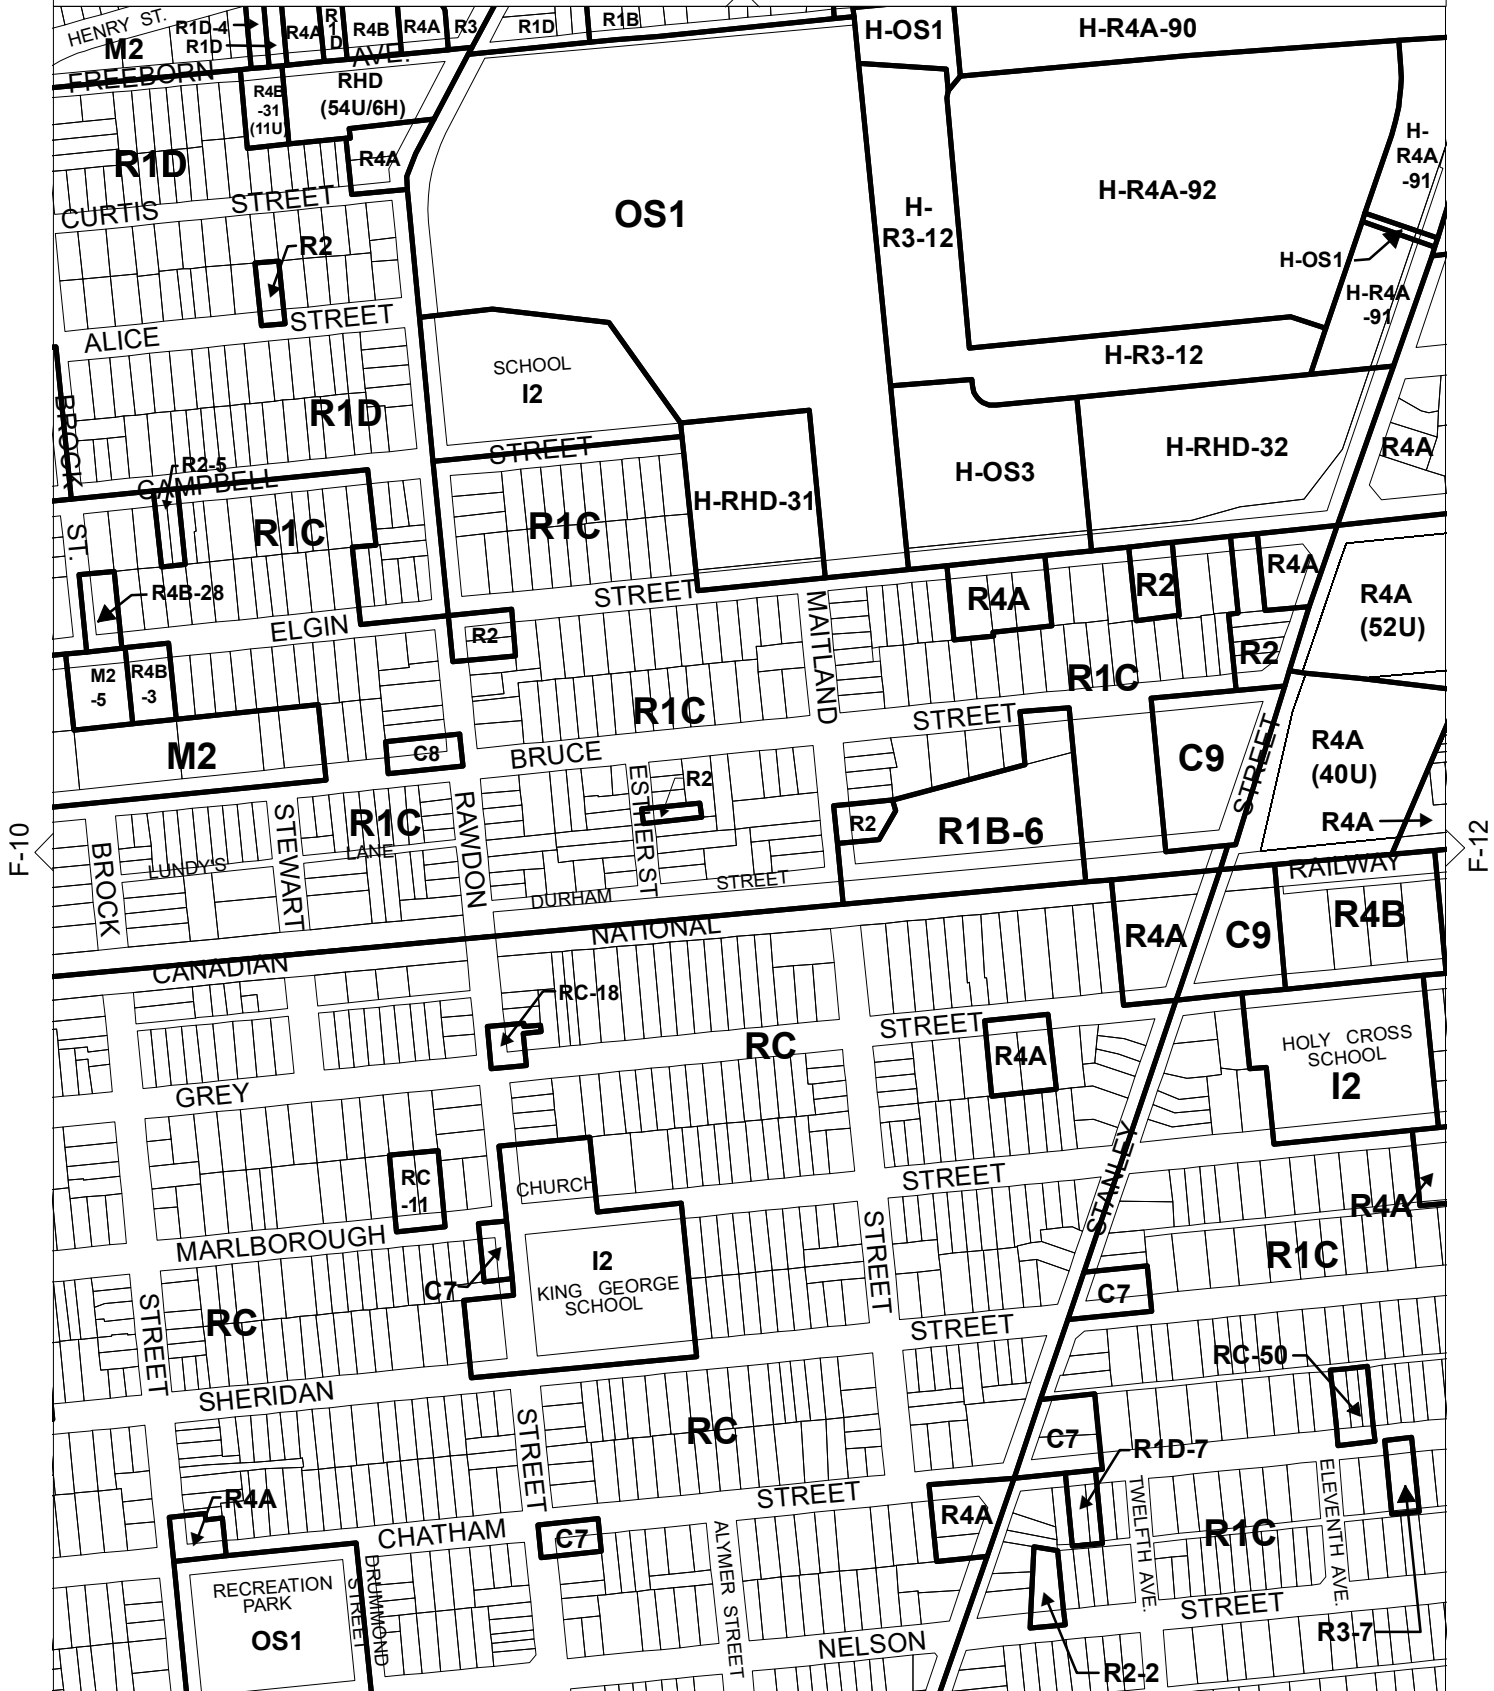 HENRY ST.
M2
R1D-4
R1D
R4A
R
1
D
R4B
R4A
R3
R1D
R1B
H-OS1
H-R4A-90
FREEBORN
AVE.
R4B
-31
(11U)
RHD
(54U/6H)
R4A
R1D
CURTIS
STREET
OS1
H-
R3-12
H-R4A-92
H-
R4A
-91
H-OS1
H-R4A
-91
R2
ALICE
STREET
SCHOOL
I2
H-R3-12
BROCK
ST.
R1D
R2-5
CAMPBELL
STREET
R1C
R1C
H-RHD-31
H-OS3
H-RHD-32
R4A
R4B-28
ELGIN
STREET
R2
MAITLAND
R4A
R2
R4A
R4A
(52U)
R2
M2
-5
R4B
-3
R1C
R1C
M2
C8
BRUCE
STREET
C9
STREET
R4A
(40U)
R4A
R2
ESTHER ST
R2
R1B-6
F-10
F-12
BROCK
STEWART
R1C
LUNDY'S
LANE
RAWDON
DURHAM
STREET
RAILWAY
CANADIAN
NATIONAL
R4A
C9
R4B
RC-18
RC
STREET
R4A
HOLY CROSS
SCHOOL
I2
GREY
STREET
STANLEY
RC
-11
CHURCH
R4A
MARLBOROUGH
C7
I2
KING GEORGE
SCHOOL
STREET
R1C
C7
STREET
RC
STREET
RC-50
SHERIDAN
STREET
RC
C7
R1D-7
R4A
CHATHAM
STREET
C7
R4A
TWELFTH AVE.
ELEVENTH AVE.
R1C
RECREATION
PARK
OS1
DRUMMOND
STREET
ALYMER STREET
NELSON
STREET
R3-7
R2-2